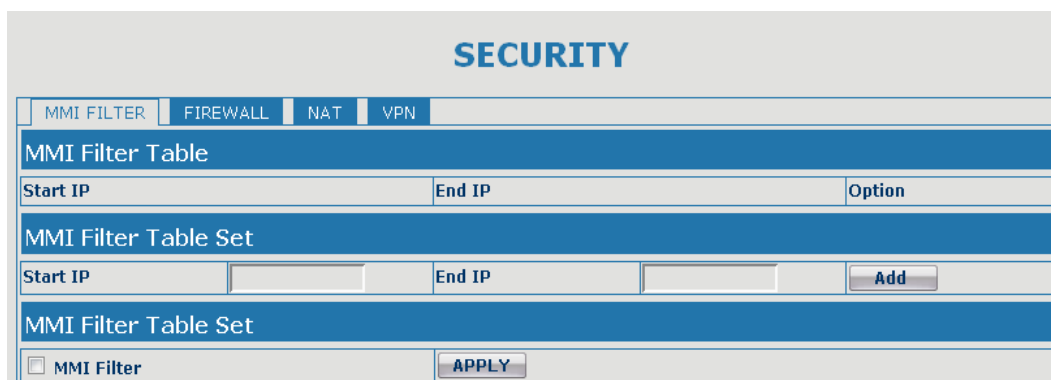 SECURITY
MMI FILTER FIREWALL NAT VPN
MMI Filter Table
Start IP End IP Option
MMI Filter Table Set
Start IP End IP Add
MMI Filter Table Set
MMI Filter APPLY